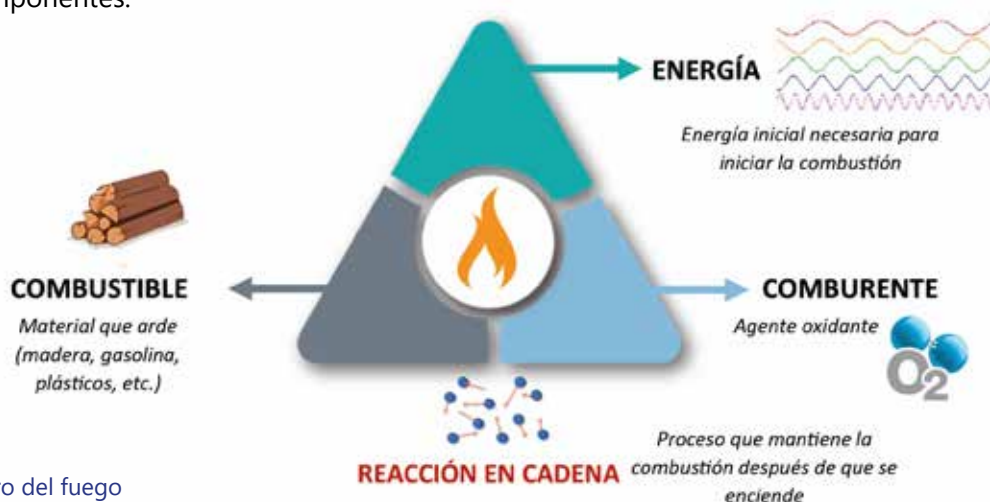 ENERGÍA
Energía inicial necesaria para
iniciar la combustión
COMBUSTIBLE
Material que arde
(madera, gasolina,
plásticos, etc.)
COMBURENTE
Agente oxidante
O2
REACCIÓN EN CADENA
Proceso que mantiene la
combustión después de que se
enciende
del fuego